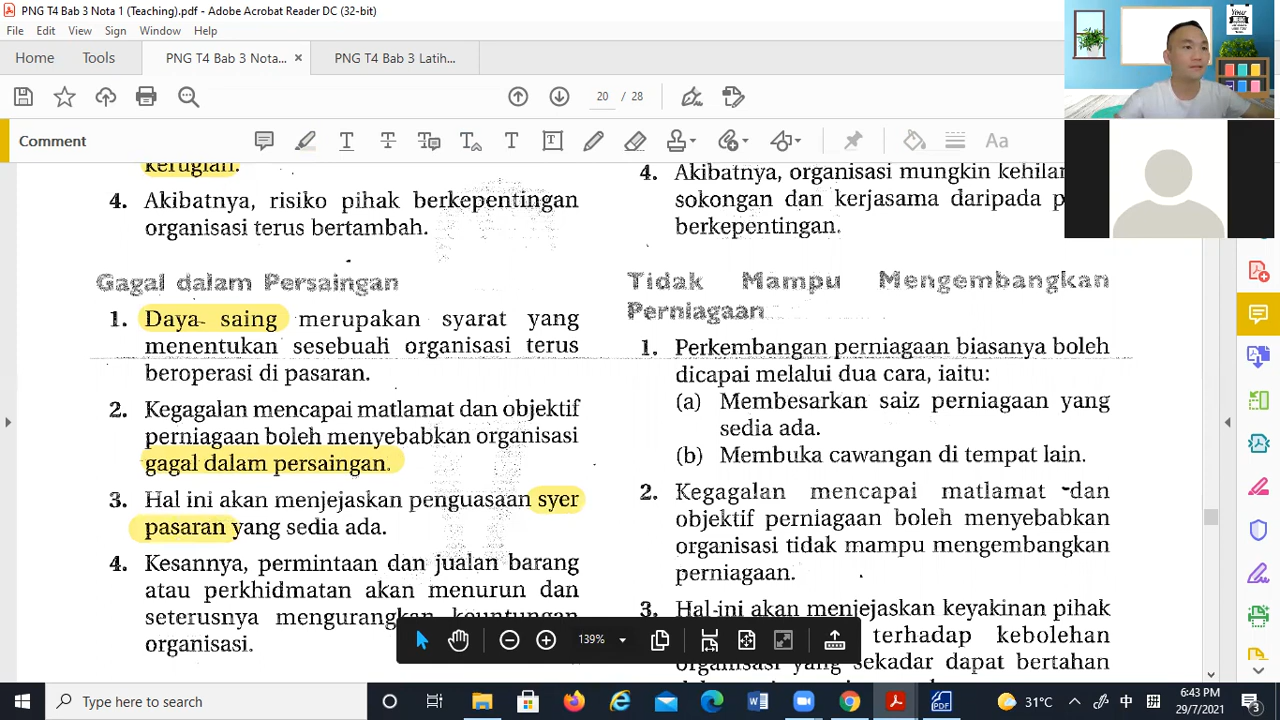 PNG T4 Bab 3 Nota 1 (Teaching).pdf - Adobe Acrobat Reader DC (32-bit)
File Edit View Sign Window Help
Home Tools PNG T4 Bab 3 Nota... × PNG T4 Bab 3 Latih...
20 / 28
Comment
kerugian.
4. Akibatnya, risiko pihak berkepentingan
organisasi terus bertambah.
Gagal dalam Persaingan
1. Daya saing merupakan syarat yang
menentukan sesebuah organisasi terus
beroperasi di pasaran.
2. Kegagalan mencapai matlamat dan objektif
perniagaan boleh menyebabkan organisasi
gagal dalam persaingan.
3. Hal ini akan menjejaskan penguasaan syer
pasaran yang sedia ada.
4. Kesannya, permintaan dan jualan barang
atau perkhidmatan akan menurun dan
seterusnya mengurangkan keuntungan
organisasi.
4. Akibatnya, organisasi mungkin
sokongan dan kerjasama daripada
berkepentingan.
Tidak Mampu Mengembangkan
Perniagaan
1. Perkembangan perniagaan biasanya boleh
dicapai melalui dua cara, iaitu:
(a) Membesarkan saiz perniagaan yang
sedia ada.
(b) Membuka cawangan di tempat lain.
2. Kegagalan mencapai matlamat dan
objektif perniagaan boleh menyebabkan
organisasi tidak mampu mengembangkan
perniagaan.
3. Hal-ini akan menjejaskan keyakinan pihak
terhadap kebolehan
organisasi yang sekadar dapat bertahan
139%
Type here to search
31°C
中
拼
6:43 PM
29/7/2021
3